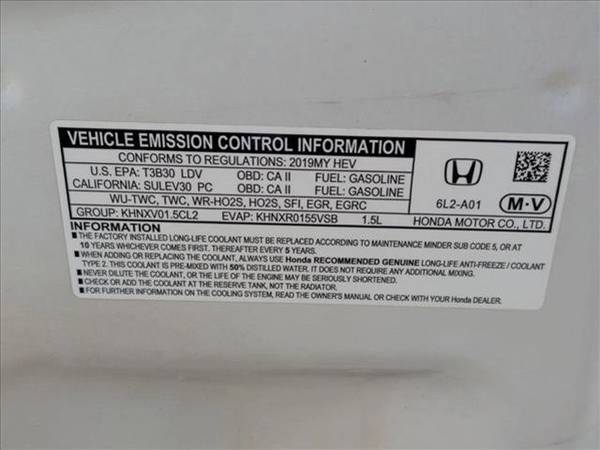 VEHICLE EMISSION CONTROL INFORMATION
CONFORMS TO REGULATIONS: 2019MY HEV
U.S. EPA: T3B30 LDV OBD: CA II FUEL: GASOLINE
CALIFORNIA: SULEV30 PC OBD: CA II FUEL: GASOLINE
WU-TWC, TWC, WR-HO2S, HO2S, SFI, EGR, EGRC
GROUP: KHNXV01.5CL2 EVAP: KHNXR0155VSB 1.5L
6L2-A01
M·V
HONDA MOTOR CO., LTD.
INFORMATION
■ THE FACTORY INSTALLED LONG-LIFE COOLANT MUST BE REPLACED ACCORDING TO MAINTENANCE MINDER SUB CODE 5, OR AT
10 YEARS WHICHEVER COMES FIRST. THEREAFTER EVERY 5 YEARS.
■ WHEN ADDING OR REPLACING THE COOLANT, ALWAYS USE Honda RECOMMENDED GENUINE LONG-LIFE ANTI-FREEZE / COOLANT
TYPE 2. THIS COOLANT IS PRE-MIXED WITH 50% DISTILLED WATER. IT DOES NOT REQUIRE ANY ADDITIONAL MIXING.
■ NEVER DILUTE THE COOLANT, OR THE LIFE OF THE ENGINE MAY BE SERIOUSLY SHORTENED.
■ CHECK OR ADD THE COOLANT AT THE RESERVE TANK, NOT THE RADIATOR.
■ FOR FURTHER INFORMATION ON THE COOLING SYSTEM, READ THE OWNER'S MANUAL OR CHECK WITH YOUR Honda DEALER.